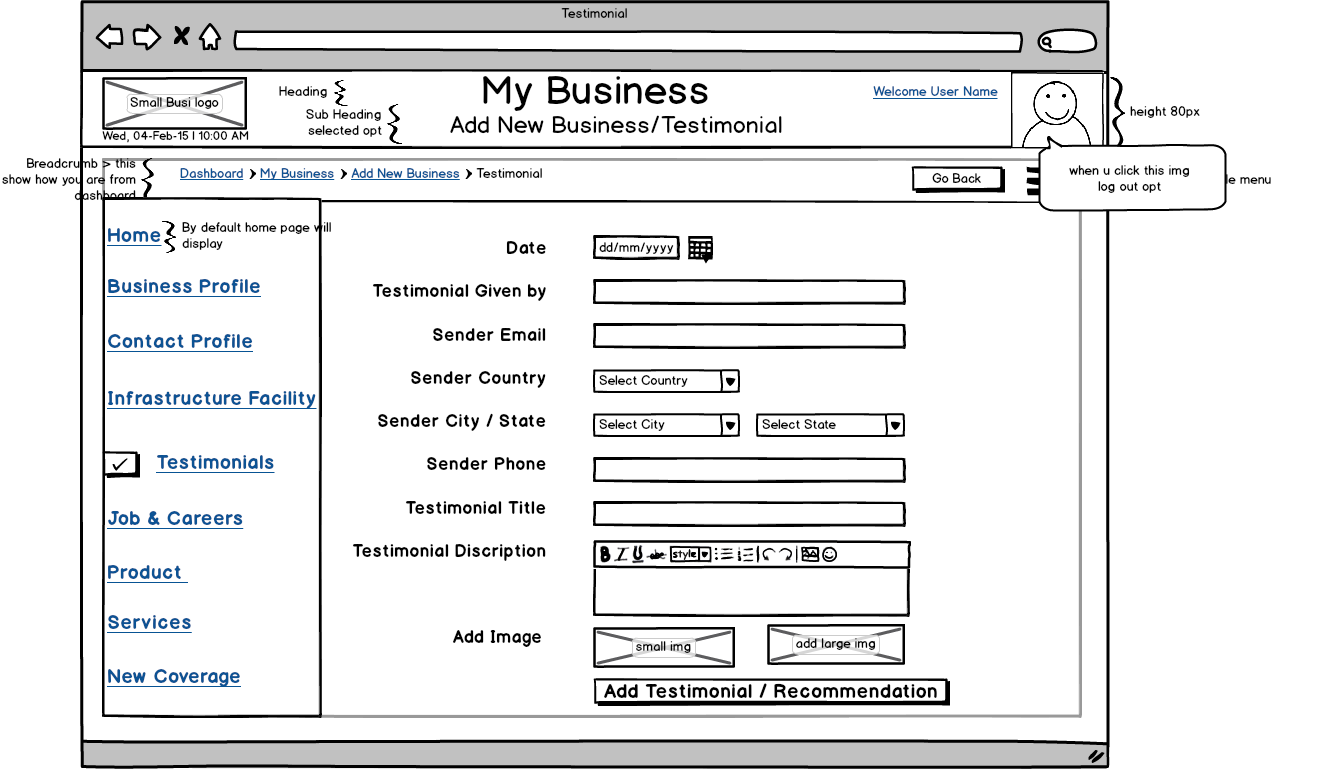 Testimonial
Small Busi logo
Wed, 04-Feb-15 I 10:00 AM
Heading
Sub Heading
selected opt
My Business
Add New Business/Testimonial
Welcome User Name
height 80px
Breadcrumb > this
show how you are from
dashboard
Dashboard > My Business > Add New Business > Testimonial
Go Back
when u click this img
log out opt
menu
Home
By default home page will
display
Business Profile
Contact Profile
Infrastructure Facility
Testimonials
Job & Careers
Product
Services
New Coverage
Date
dd/mm/yyyy
Testimonial Given by
Sender Email
Sender Country
Select Country
Sender City / State
Select City
Select State
Sender Phone
Testimonial Title
Testimonial Discription
B I U abc style
Add Image
small img
add large img
Add Testimonial / Recommendation